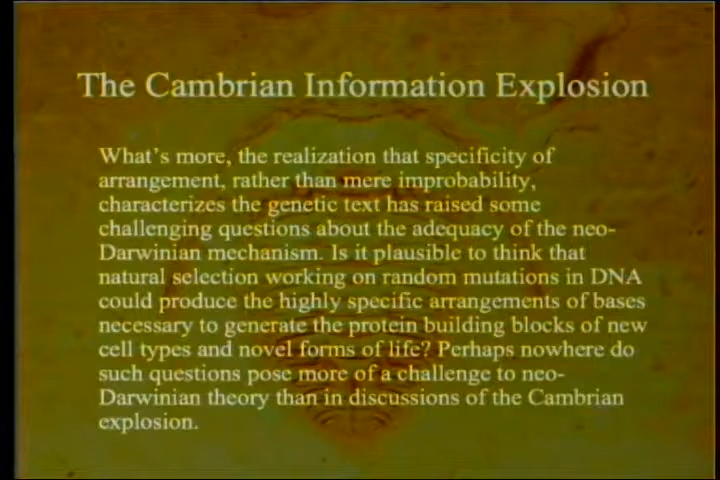 The Cambrian Information Explosion
What's more, the realization that specificity of
arrangement, rather than mere improbability,
characterizes the genetic text has raised some
challenging questions about the adequacy of the neo-
Darwinian mechanism. Is it plausible to think that
natural selection working on random mutations in DNA
could produce the highly specific arrangements of bases
necessary to generate the protein building blocks of new
cell types and novel forms of life? Perhaps nowhere do
such questions pose more of a challenge to neo-
Darwinian theory than in discussions of the Cambrian
explosion.